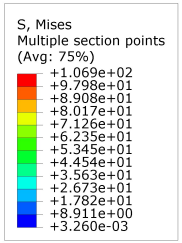 S, Mises
Multiple section points
(Avg: 75%)
+1.069e+02
+9.798e+01
+8.908e+01
+8.017e+01
+7.126e+01
+6.235e+01
+5.345e+01
+4.454e+01
+3.563e+01
+2.673e+01
+1.782e+01
+8.911e+00
+3.260e-03